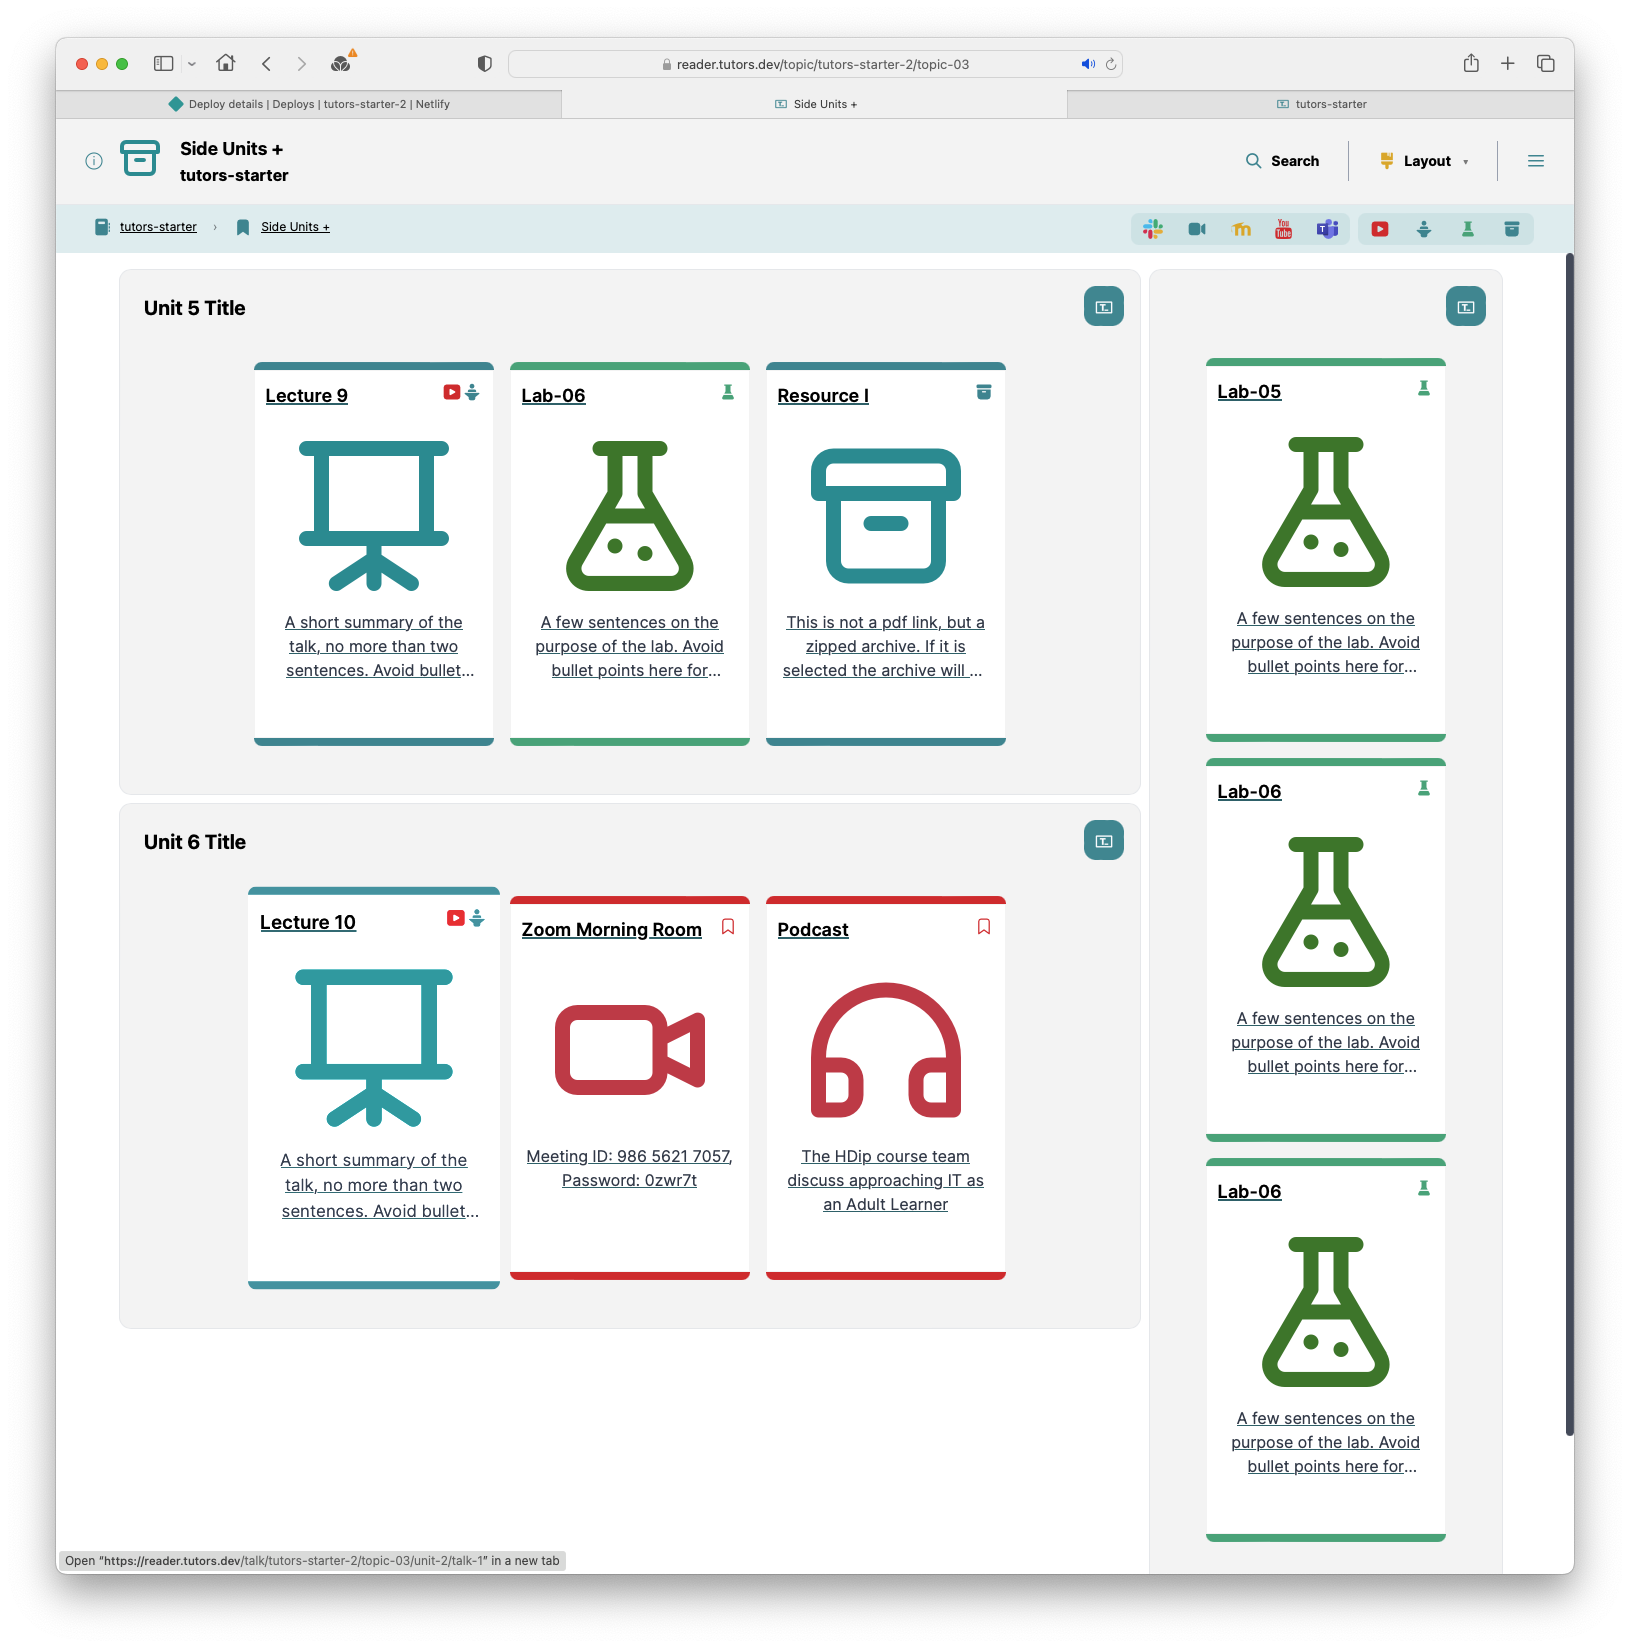 reader.tutors.dev/topic/tutors-starter-2/topic-03
Deploy details | Deploys | tutors-starter-2 | Netlify
Side Units +
tutors-starter
Side Units +
tutors-starter
Search
Layout
tutors-starter
Side Units +
You
Tube
T
Unit 5 Title
T
Lecture 9
A short summary of the
talk, no more than two
sentences. Avoid bullet...
Lab-06
A few sentences on the
purpose of the lab. Avoid
bullet points here for...
Resource I
This is not a pdf link, but a
zipped archive. If it is
selected the archive will ...
Unit 6 Title
T
Lecture 10
A short summary of the
talk, no more than two
sentences. Avoid bullet...
Zoom Morning Room
Meeting ID: 986 5621 7057,
Password: 0zwr7t
Podcast
The HDip course team
discuss approaching IT as
an Adult Learner
T
Lab-05
A few sentences on the
purpose of the lab. Avoid
bullet points here for...
Lab-06
A few sentences on the
purpose of the lab. Avoid
bullet points here for...
Lab-06
A few sentences on the
purpose of the lab. Avoid
bullet points here for...
Open “https://reader.tutors.dev/talk/tutors-starter-2/topic-03/unit-2/talk-1” in a new tab